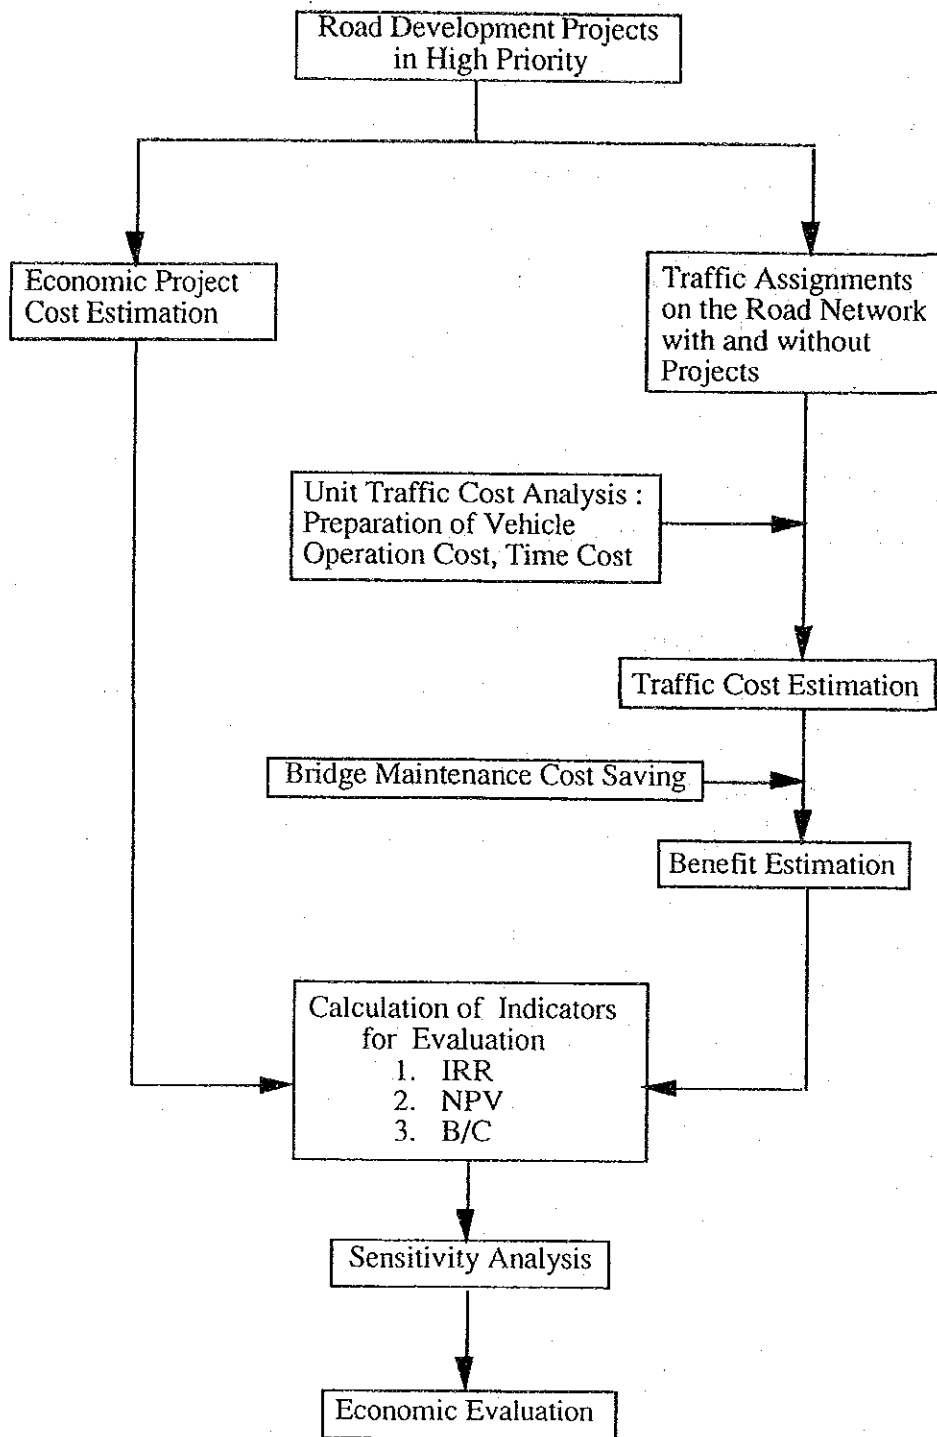 Road Development Projects
in High Priority
Economic Project
Cost Estimation
Traffic Assignments
on the Road Network
with and without
Projects
Unit Traffic Cost Analysis :
Preparation of Vehicle
Operation Cost, Time Cost
Traffic Cost Estimation
Bridge Maintenance Cost Saving
Benefit Estimation
Calculation of Indicators
for Evaluation
1. IRR
2. NPV
3. B/C
Sensitivity Analysis
Economic Evaluation